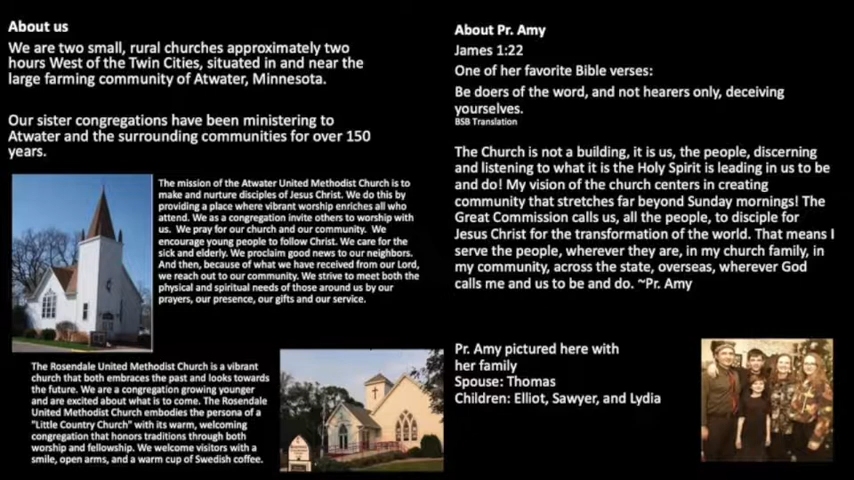 About us
We are two small, rural churches approximately two
hours West of the Twin Cities, situated in and near the
large farming community of Atwater, Minnesota.
Our sister congregations have been ministering to
Atwater and the surrounding communities for over 150
years.
The mission of the Atwater United Methodist Church is to
make and nurture disciples of Jesus Christ. We do this by
providing a place where vibrant worship enriches all who
attend. We as a congregation invite others to worship with
us. We pray for our church and our community. We
encourage young people to follow Christ. We care for the
sick and elderly. We proclaim good news to our neighbors.
And then, because of what we have received from our Lord,
we reach out to our community. We strive to meet both the
physical and spiritual needs of those around us by our
prayers, our presence, our gifts and our service.
The Rosendale United Methodist Church is a vibrant
church that both embraces the past and looks towards
the future. We are a congregation growing younger
and are excited about what is to come. The Rosendale
United Methodist Church embodies the persona of a
"Little Country Church" with its warm, welcoming
congregation that honors traditions through both
worship and fellowship. We welcome visitors with a
smile, open arms, and a warm cup of Swedish coffee.
About Pr. Amy
James 1:22
One of her favorite Bible verses:
Be doers of the word, and not hearers only, deceiving
yourselves.
BSB Translation
The Church is not a building, it is us, the people, discerning
and listening to what it is the Holy Spirit is leading in us to be
and do! My vision of the church centers in creating
community that stretches far beyond Sunday mornings! The
Great Commission calls us, all the people, to disciple for
Jesus Christ for the transformation of the world. That means I
serve the people, wherever they are, in my church family, in
my community, across the state, overseas, wherever God
calls me and us to be and do. ~Pr. Amy
Pr. Amy pictured here with
her family
Spouse: Thomas
Children: Elliot, Sawyer, and Lydia